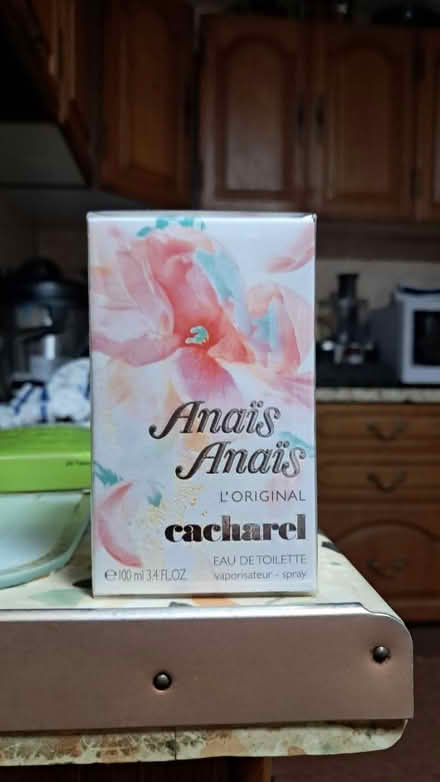 Anaïs
Anaïs
L'ORIGINAL
cacharel
EAU DE TOILETTE
℮100 ml 3.4 FL.OZ. vaporisateur - spray